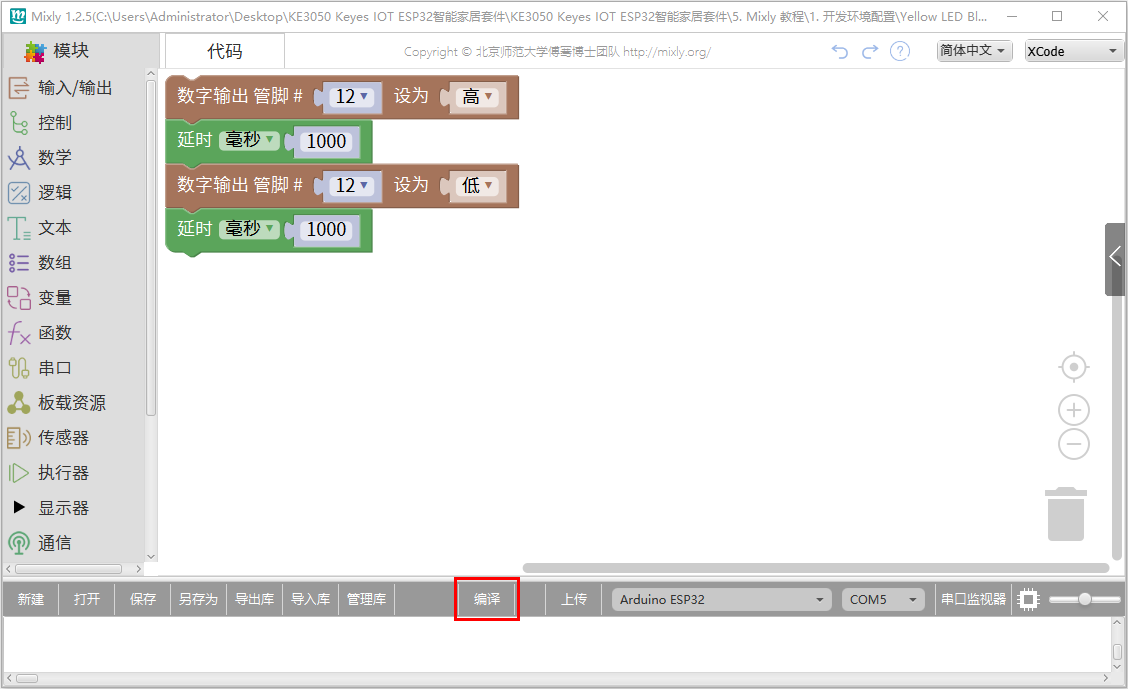 Mixly 1.2.5(C:\Users\Administrator\Desktop\KE3050 Keyes IOT ESP32智能家居套件\KE3050 Keyes IOT ESP32智能家居套件\5. Mixly 教程\1. 开发环境配置\Yellow LED Bl...
模块
代码
Copyright © 北京师范大学傅骞博士团队 http://mixly.org/
?
简体中文
XCode
输入/输出
控制
数学
逻辑
文本
数组
变量
函数
串口
板载资源
传感器
执行器
显示器
通信
数字输出 管脚 # 12 设为 高
延时 毫秒 1000
数字输出 管脚 # 12 设为 低
延时 毫秒 1000
新建 打开 保存 另存为 导出库 导入库 管理库 编译 上传 Arduino ESP32 COM5 串口监视器